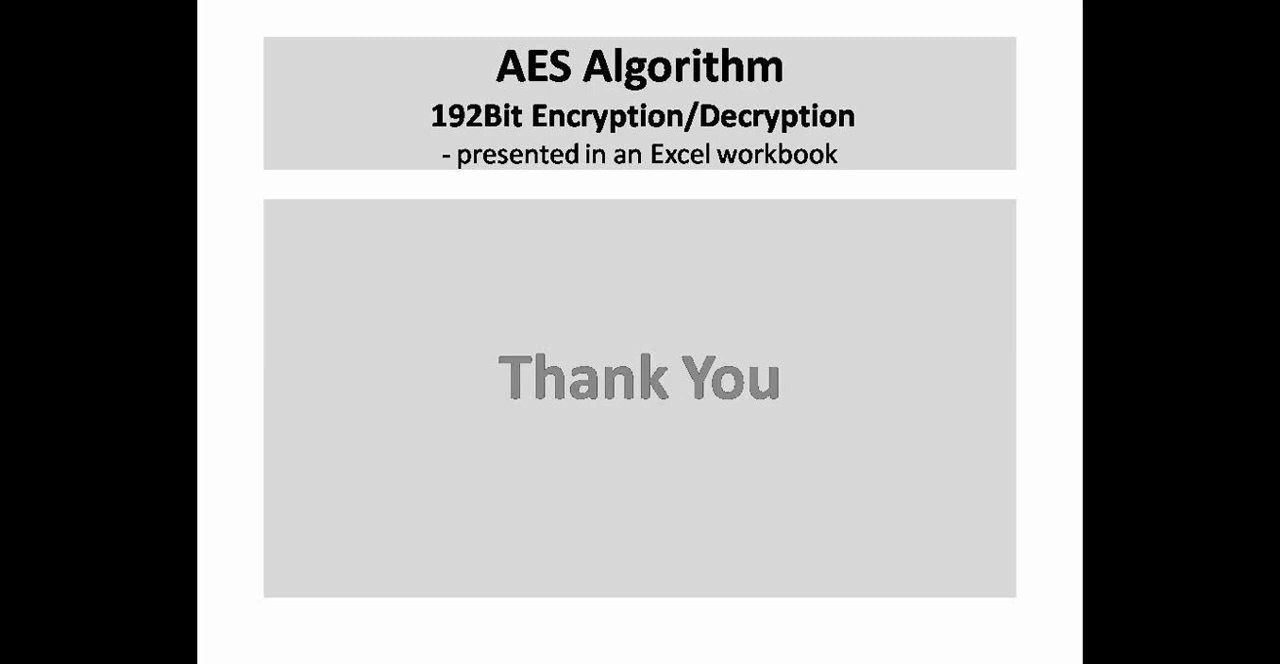 AES Algorithm
192Bit Encryption/Decryption
- presented in an Excel workbook
Thank You